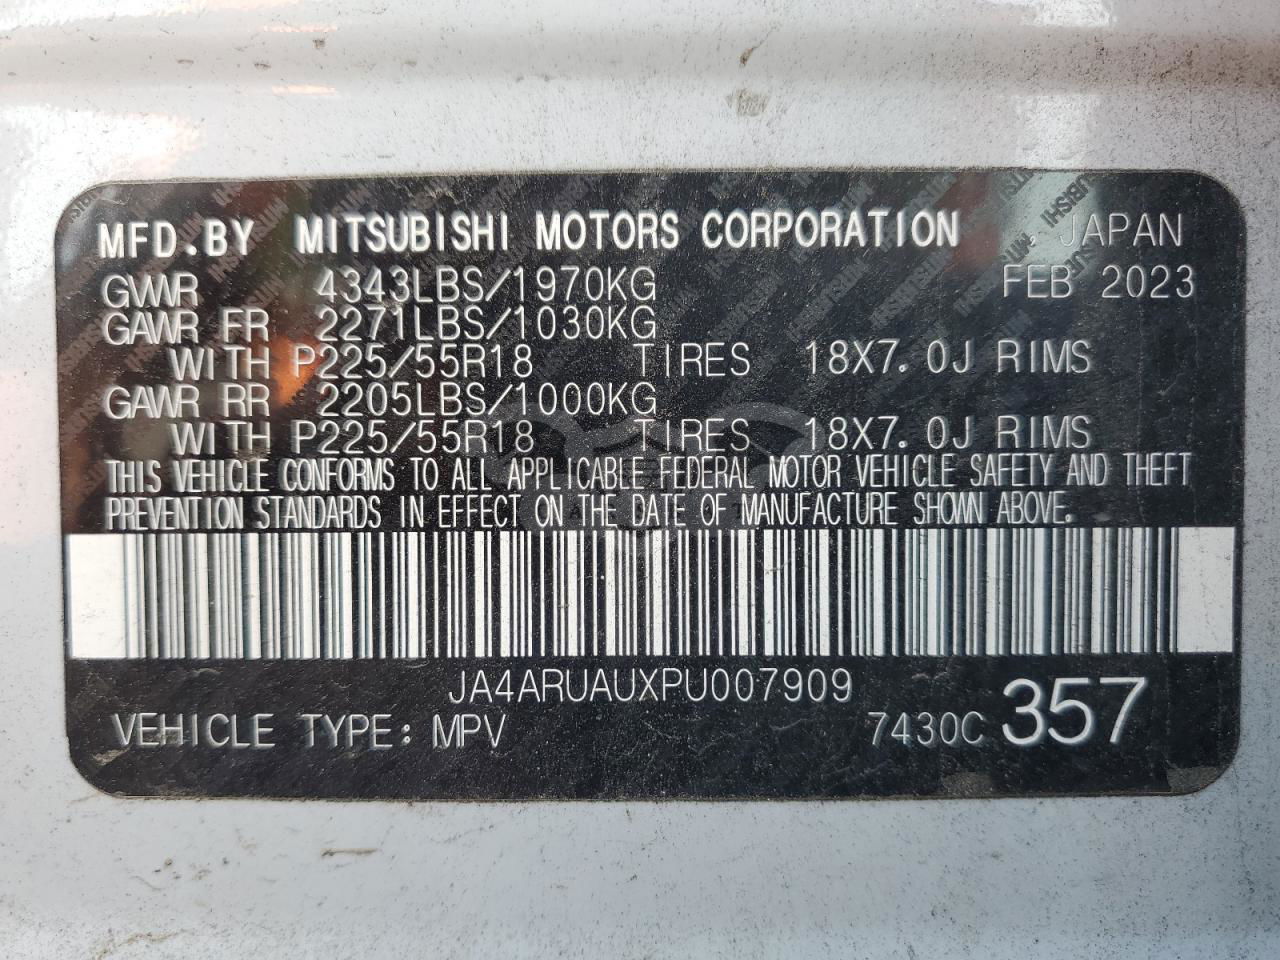 MFD.BY MITSUBISHI MOTORS CORPORATION JAPAN
GVWR 4343LBS/1970KG FEB 2023
GAWR FR 2271LBS/1030KG
WITH P225/55R18 TIRES 18X7.0J RIMS
GAWR RR 2205LBS/1000KG
WITH P225/55R18 TIRES 18X7.0J RIMS
THIS VEHICLE CONFORMS TO ALL APPLICABLE FEDERAL MOTOR VEHICLE SAFETY AND THEFT
PREVENTION STANDARDS IN EFFECT ON THE DATE OF MANUFACTURE SHOWN ABOVE.
JA4ARUAUXPU007909
VEHICLE TYPE: MPV 7430C 357